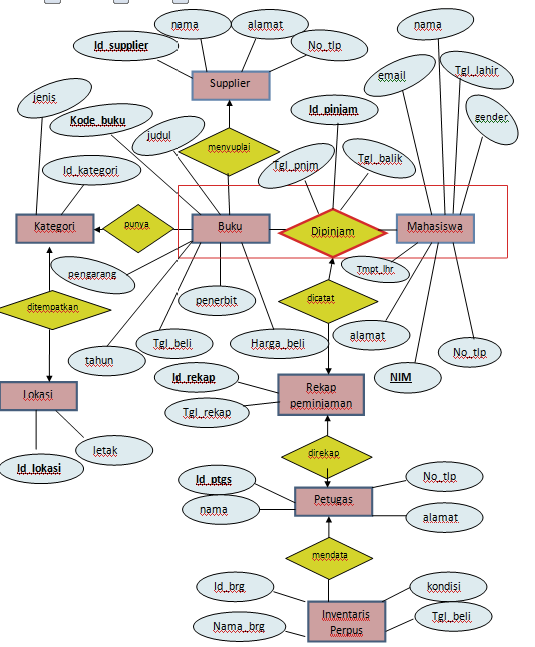 nama
alamat
nama
Id_supplier
No_tlp
Tgl_lahir
email
Supplier
jenis
Id_pinjam
Kode_buku
gender
judul
menyuplai
Tgl_pnjm
Tgl_balik
Id_kategori
Kategori
punya
Buku
Dipinjam
Mahasiswa
pengarang
Tmpt_lhr
penerbit
dicatat
ditempatkan
alamat
Tgl_beli
Harga_beli
No_tlp
tahun
Id_rekap
NIM
Lokasi
Rekap
peminjaman
Tgl_rekap
letak
direkap
Id_lokasi
Id_ptgs
No_tlp
Petugas
nama
alamat
mendata
Id_brg
kondisi
Inventaris
Perpus
Tgl_beli
Nama_brg